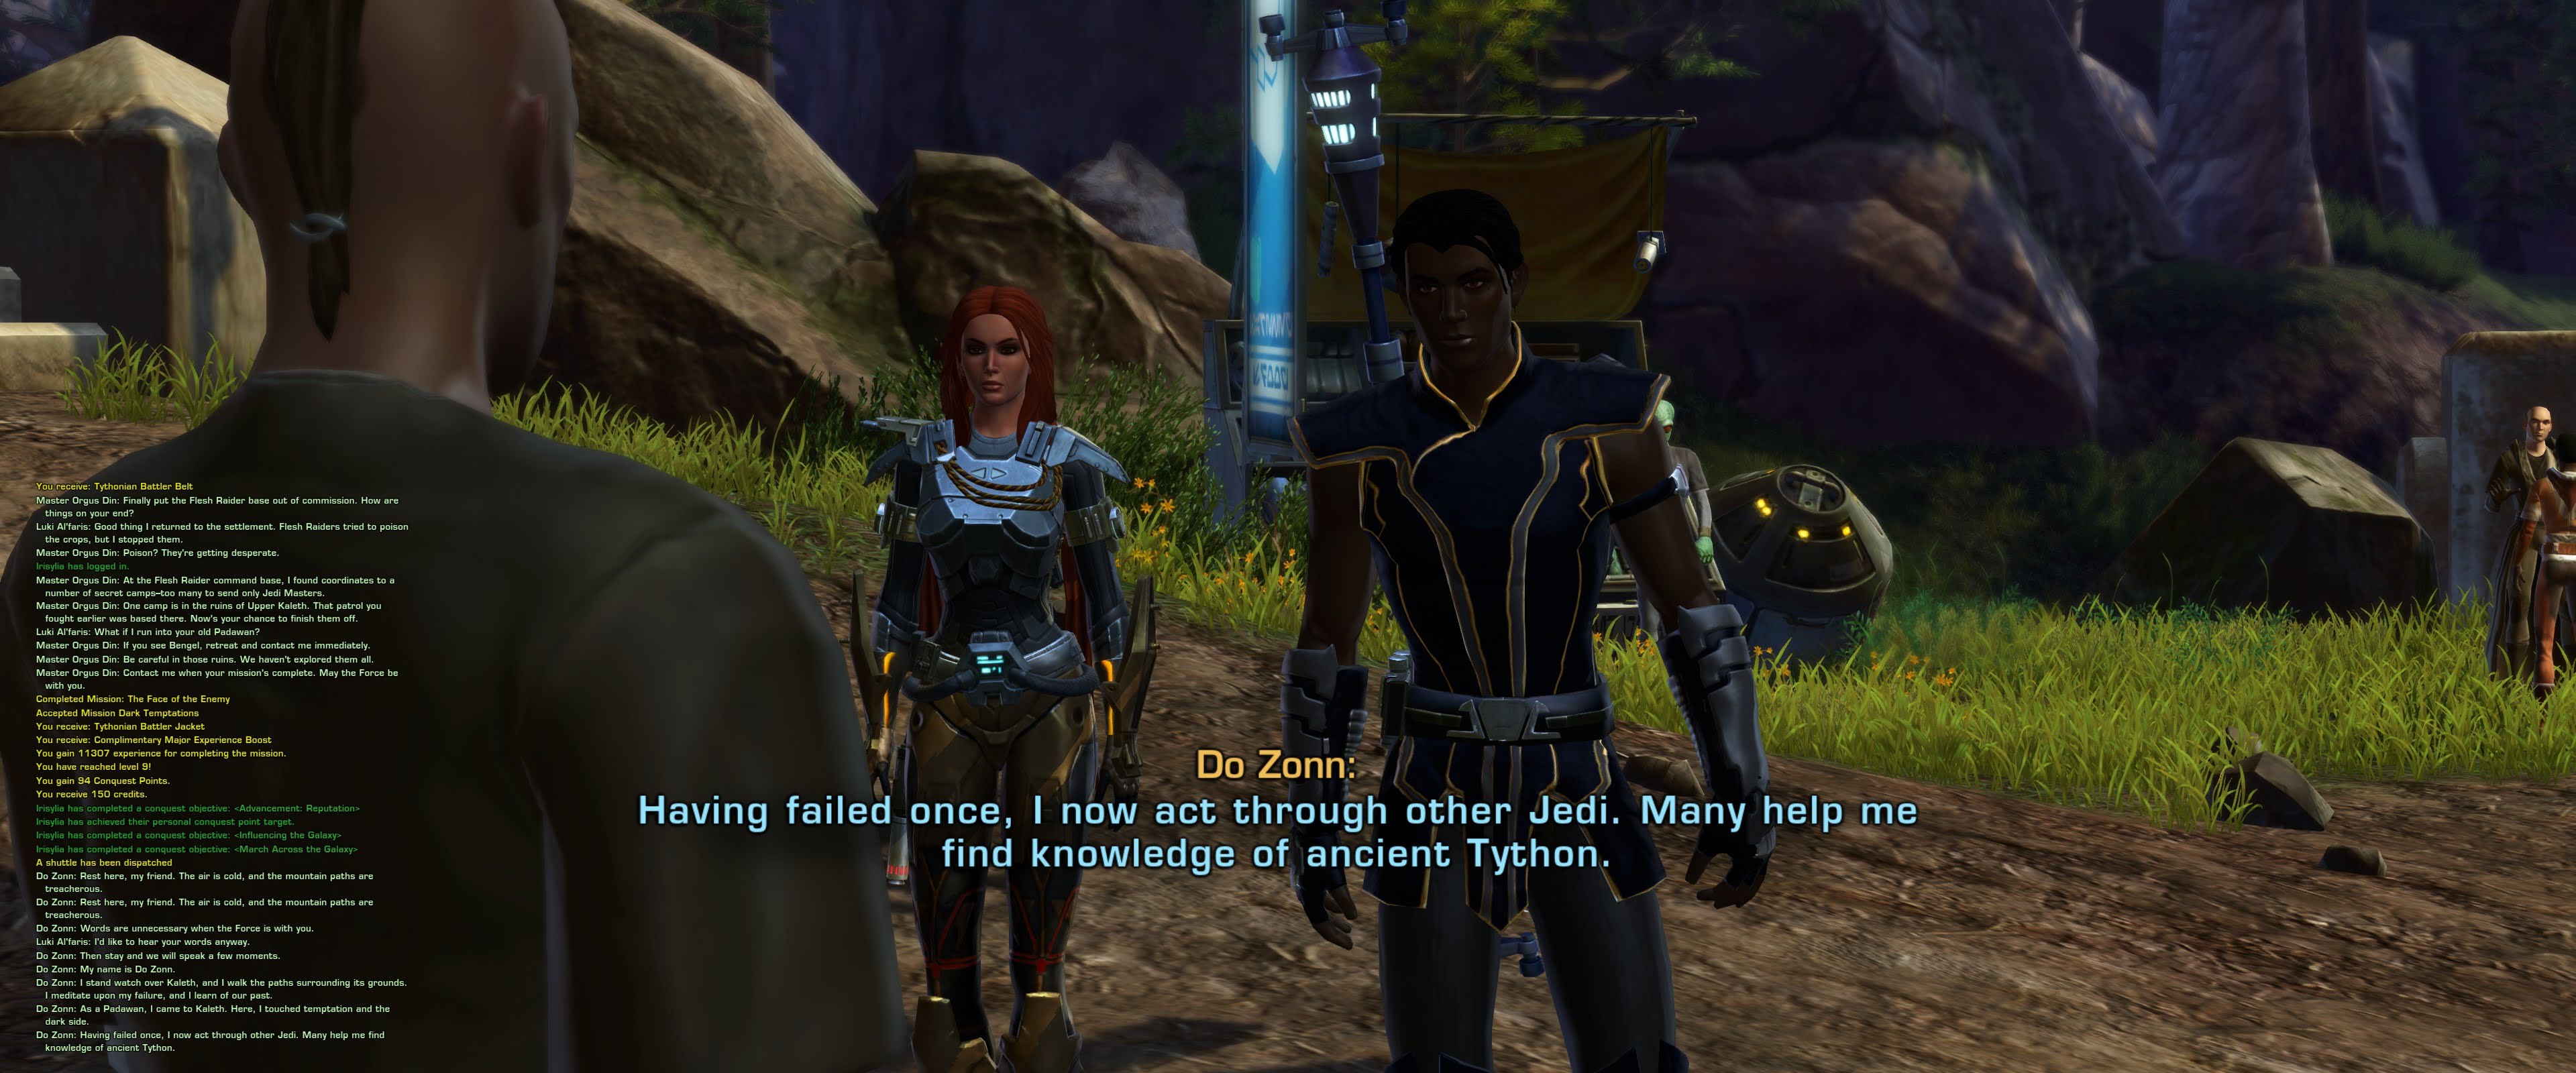 You receive: Tythonian Battler Belt
Master Orgus Din: Finally put the Flesh Raider base out of commission. How are
things on your end?
Luki Al'faris: Good thing I returned to the settlement. Flesh Raiders tried to poison
the crops, but I stopped them.
Master Orgus Din: Poison? They're getting desperate.
Irisylia has logged in.
Master Orgus Din: At the Flesh Raider command base, I found coordinates to a
number of secret camps—too many to send only Jedi Masters.
Master Orgus Din: One camp is in the ruins of Upper Kaleth. That patrol you
fought earlier was based there. Now's your chance to finish them off.
Luki Al'faris: What if I run into your old Padawan?
Master Orgus Din: If you see Bengel, retreat and contact me immediately.
Master Orgus Din: Be careful in those ruins. We haven't explored them all.
Master Orgus Din: Contact me when your mission's complete. May the Force be
with you.
Completed Mission: The Face of the Enemy
Accepted Mission Dark Temptations
You receive: Tythonian Battler Jacket
You receive: Complimentary Major Experience Boost
You gain 11307 experience for completing the mission.
You have reached level 9!
You gain 94 Conquest Points.
You receive 150 credits.
Irisylia has completed a conquest objective: <Advancement: Reputation>
Irisylia has achieved their personal conquest point target.
Irisylia has completed a conquest objective: <Influencing the Galaxy>
Irisylia has completed a conquest objective: <March Across the Galaxy>
A shuttle has been dispatched
Do Zonn: Rest here, my friend. The air is cold, and the mountain paths are
treacherous.
Do Zonn: Rest here, my friend. The air is cold, and the mountain paths are
treacherous.
Do Zonn: Words are unnecessary when the Force is with you.
Luki Al'faris: I'd like to hear your words anyway.
Do Zonn: Then stay and we will speak a few moments.
Do Zonn: My name is Do Zonn.
Do Zonn: I stand watch over Kaleth, and I walk the paths surrounding its grounds.
I meditate upon my failure, and I learn of our past.
Do Zonn: As a Padawan, I came to Kaleth. Here, I touched temptation and the
dark side.
Do Zonn: Having failed once, I now act through other Jedi. Many help me find
knowledge of ancient Tython.
Do Zonn:
Having failed once, I now act through other Jedi. Many help me
find knowledge of ancient Tython.